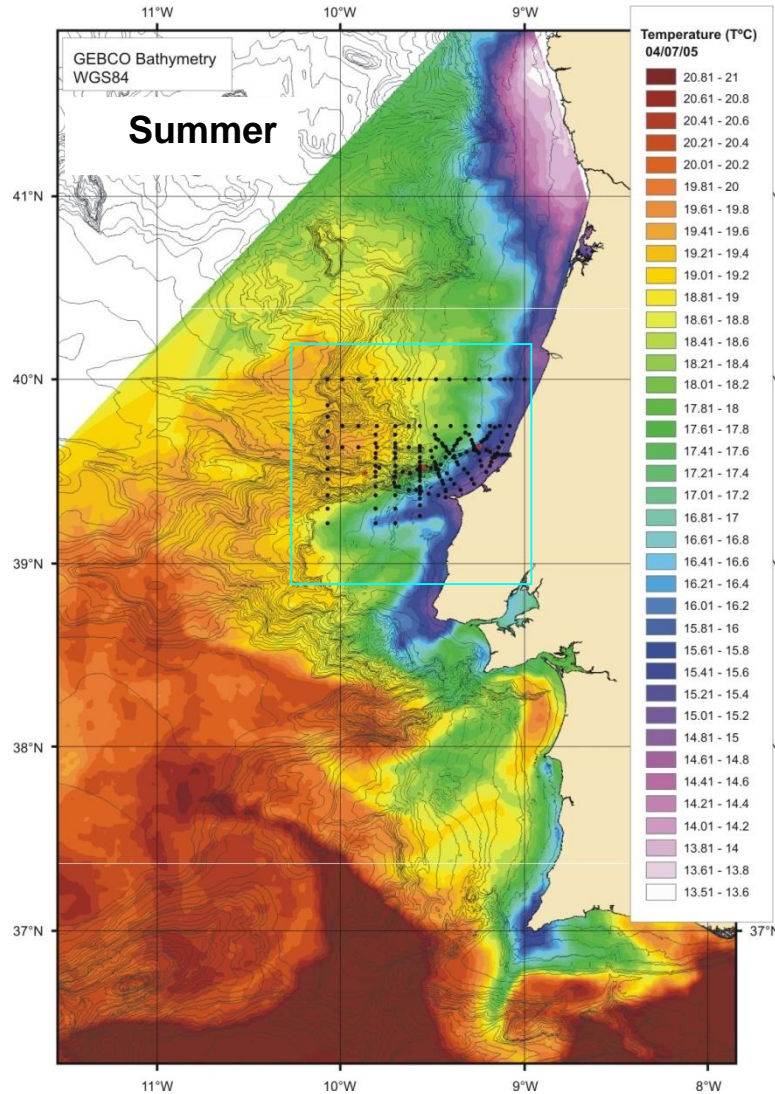 11°W 10°W 9°W
GEBCO Bathymetry
WGS84
Summer
41°N
40°N
39°N
38°N
37°N
37°N
11°W 10°W 9°W 8°W
Temperature (TºC)
04/07/05
20.81 - 21
20.61 - 20.8
20.41 - 20.6
20.21 - 20.4
20.01 - 20.2
19.81 - 20
19.61 - 19.8
19.41 - 19.6
19.21 - 19.4
19.01 - 19.2
18.81 - 19
18.61 - 18.8
18.41 - 18.6
18.21 - 18.4
18.01 - 18.2
17.81 - 18
17.61 - 17.8
17.41 - 17.6
17.21 - 17.4
17.01 - 17.2
16.81 - 17
16.61 - 16.8
16.41 - 16.6
16.21 - 16.4
16.01 - 16.2
15.81 - 16
15.61 - 15.8
15.41 - 15.6
15.21 - 15.4
15.01 - 15.2
14.81 - 15
14.61 - 14.8
14.41 - 14.6
14.21 - 14.4
14.01 - 14.2
13.81 - 14
13.61 - 13.8
13.51 - 13.6